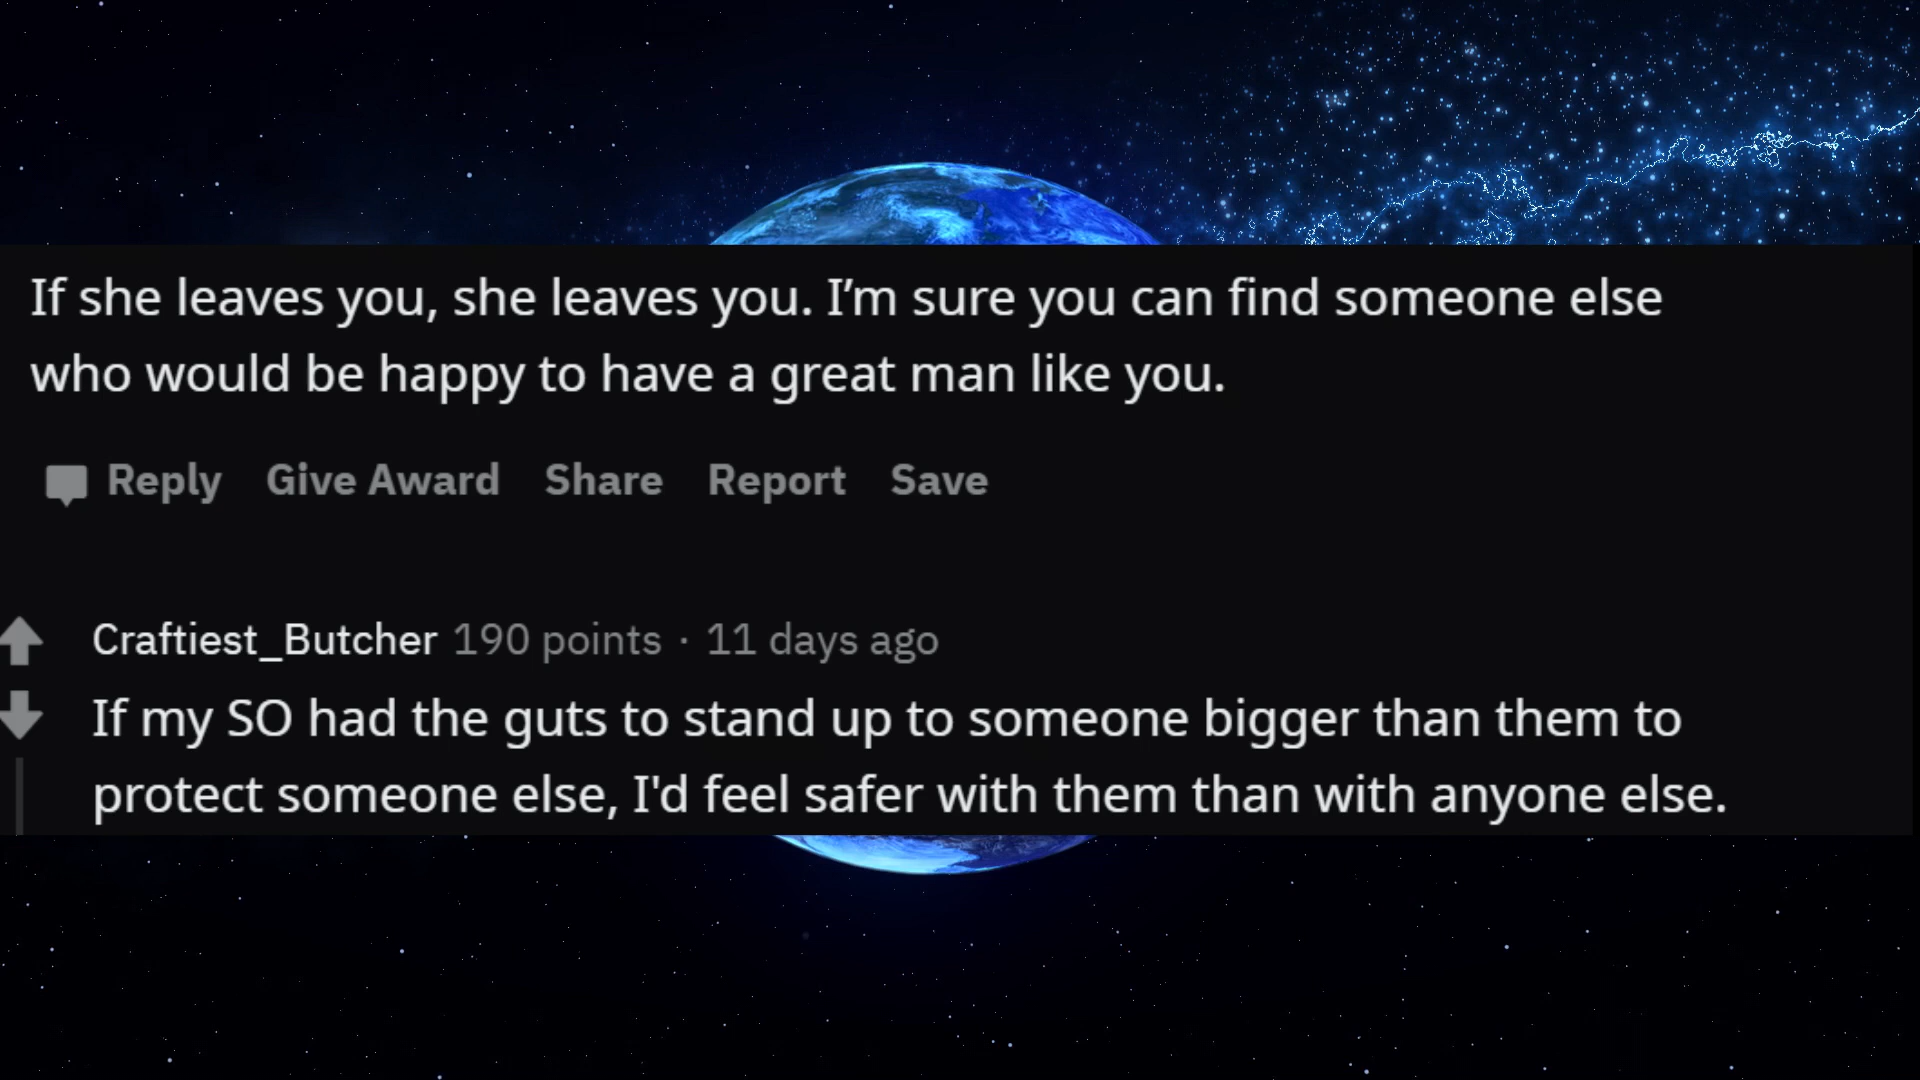 If she leaves you, she leaves you. I’m sure you can find someone else
who would be happy to have a great man like you.
Reply Give Award Share Report Save
Craftiest_Butcher 190 points · 11 days ago
If my SO had the guts to stand up to someone bigger than them to
protect someone else, I'd feel safer with them than with anyone else.